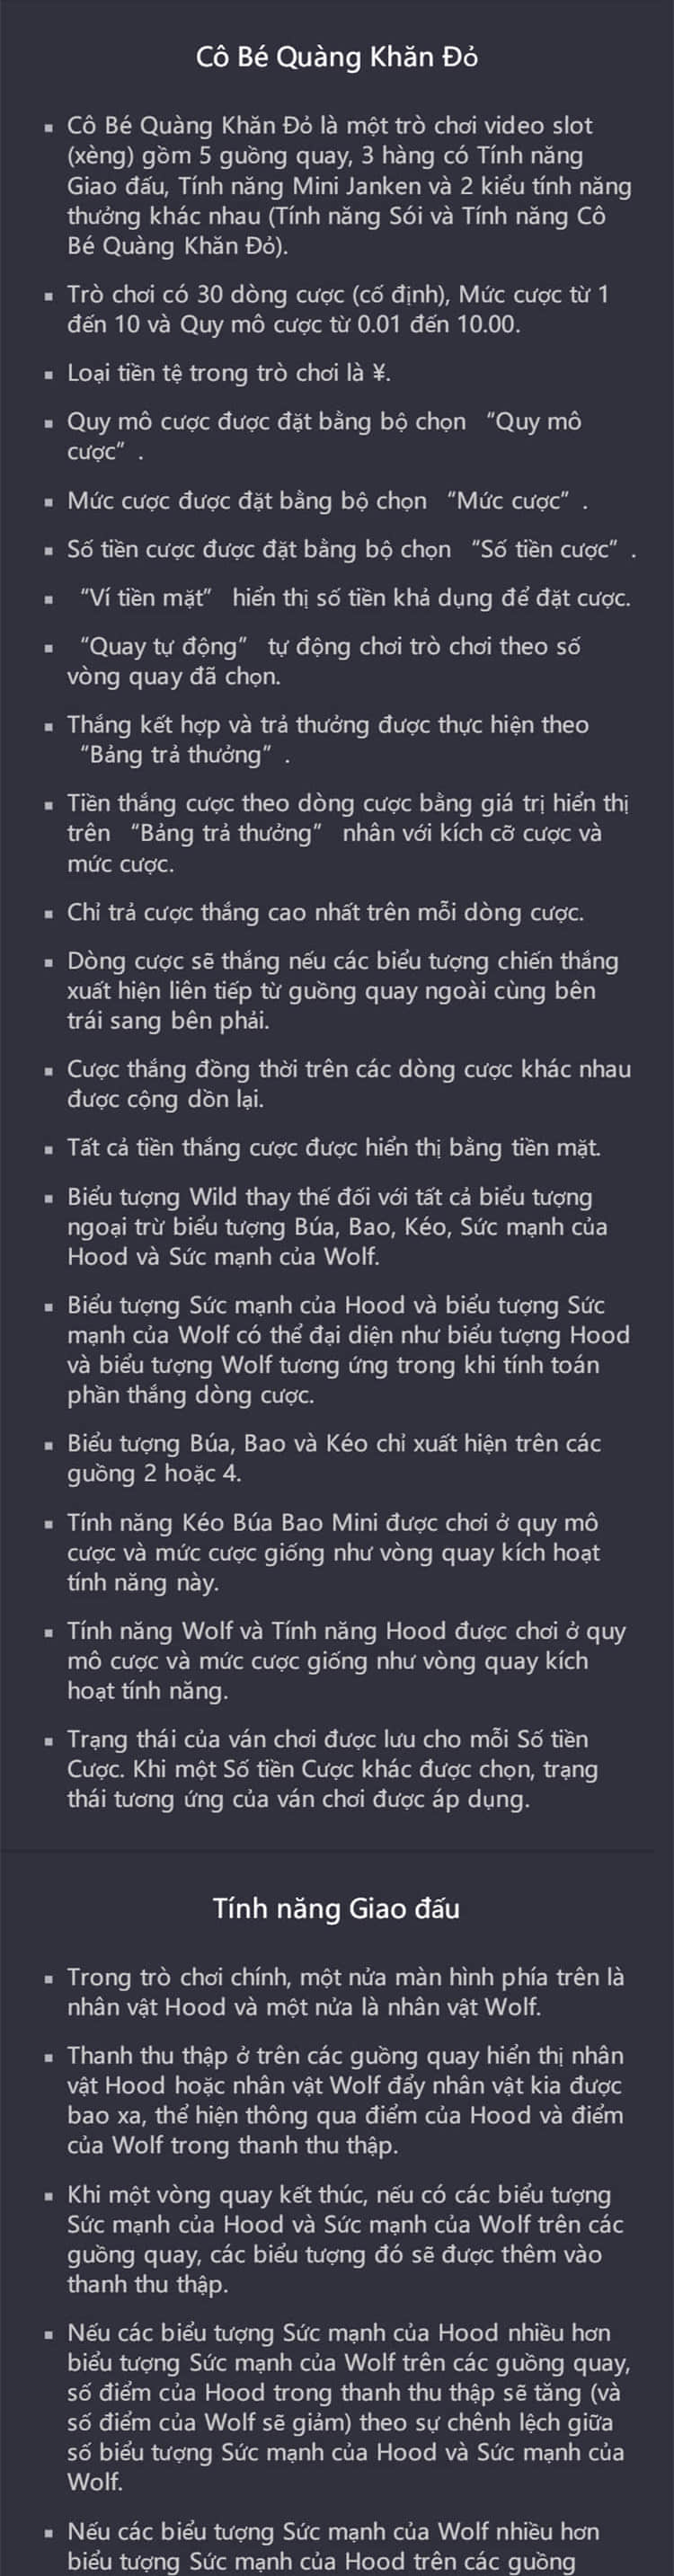 Cô Bé Quàng Khăn Đỏ
▪ Cô Bé Quàng Khăn Đỏ là một trò chơi video slot
(xèng) gồm 5 guồng quay, 3 hàng có Tính năng
Giao đấu, Tính năng Mini Janken và 2 kiểu tính năng
thưởng khác nhau (Tính năng Sói và Tính năng Cô
Bé Quàng Khăn Đỏ).
▪ Trò chơi có 30 dòng cược (cố định), Mức cược từ 1
đến 10 và Quy mô cược từ 0.01 đến 10.00.
▪ Loại tiền tệ trong trò chơi là ¥.
▪ Quy mô cược được đặt bằng bộ chọn “Quy mô
cược” .
▪ Mức cược được đặt bằng bộ chọn “Mức cược” .
▪ Số tiền cược được đặt bằng bộ chọn “Số tiền cược” .
▪ “Ví tiền mặt” hiển thị số tiền khả dụng để đặt cược.
▪ “Quay tự động” tự động chơi trò chơi theo số
vòng quay đã chọn.
▪ Thắng kết hợp và trả thưởng được thực hiện theo
“Bảng trả thưởng” .
▪ Tiền thắng cược theo dòng cược bằng giá trị hiển thị
trên “Bảng trả thưởng” nhân với kích cỡ cược và
mức cược.
▪ Chỉ trả cược thắng cao nhất trên mỗi dòng cược.
▪ Dòng cược sẽ thắng nếu các biểu tượng chiến thắng
xuất hiện liên tiếp từ guồng quay ngoài cùng bên
trái sang bên phải.
▪ Cược thắng đồng thời trên các dòng cược khác nhau
được cộng dồn lại.
▪ Tất cả tiền thắng cược được hiển thị bằng tiền mặt.
▪ Biểu tượng Wild thay thế đối với tất cả biểu tượng
ngoại trừ biểu tượng Búa, Bao, Kéo, Sức mạnh của
Hood và Sức mạnh của Wolf.
▪ Biểu tượng Sức mạnh của Hood và biểu tượng Sức
mạnh của Wolf có thể đại diện như biểu tượng Hood
và biểu tượng Wolf tương ứng trong khi tính toán
phần thắng dòng cược.
▪ Biểu tượng Búa, Bao và Kéo chỉ xuất hiện trên các
guồng 2 hoặc 4.
▪ Tính năng Kéo Búa Bao Mini được chơi ở quy mô
cược và mức cược giống như vòng quay kích hoạt
tính năng này.
▪ Tính năng Wolf và Tính năng Hood được chơi ở quy
mô cược và mức cược giống như vòng quay kích
hoạt tính năng.
▪ Trạng thái của ván chơi được lưu cho mỗi Số tiền
Cược. Khi một Số tiền Cược khác được chọn, trạng
thái tương ứng của ván chơi được áp dụng.
Tính năng Giao đấu
▪ Trong trò chơi chính, một nửa màn hình phía trên là
nhân vật Hood và một nửa là nhân vật Wolf.
▪ Thanh thu thập ở trên các guồng quay hiển thị nhân
vật Hood hoặc nhân vật Wolf đẩy nhân vật kia được
bao xa, thể hiện thông qua điểm của Hood và điểm
của Wolf trong thanh thu thập.
▪ Khi một vòng quay kết thúc, nếu có các biểu tượng
Sức mạnh của Hood và Sức mạnh của Wolf trên các
guồng quay, các biểu tượng đó sẽ được thêm vào
thanh thu thập.
▪ Nếu các biểu tượng Sức mạnh của Hood nhiều hơn
biểu tượng Sức mạnh của Wolf trên các guồng quay,
số điểm của Hood trong thanh thu thập sẽ tăng (và
số điểm của Wolf sẽ giảm) theo sự chênh lệch giữa
số biểu tượng Sức mạnh của Hood và Sức mạnh của
Wolf.
▪ Nếu các biểu tượng Sức mạnh của Wolf nhiều hơn
biểu tượng Sức mạnh của Hood trên các guồng